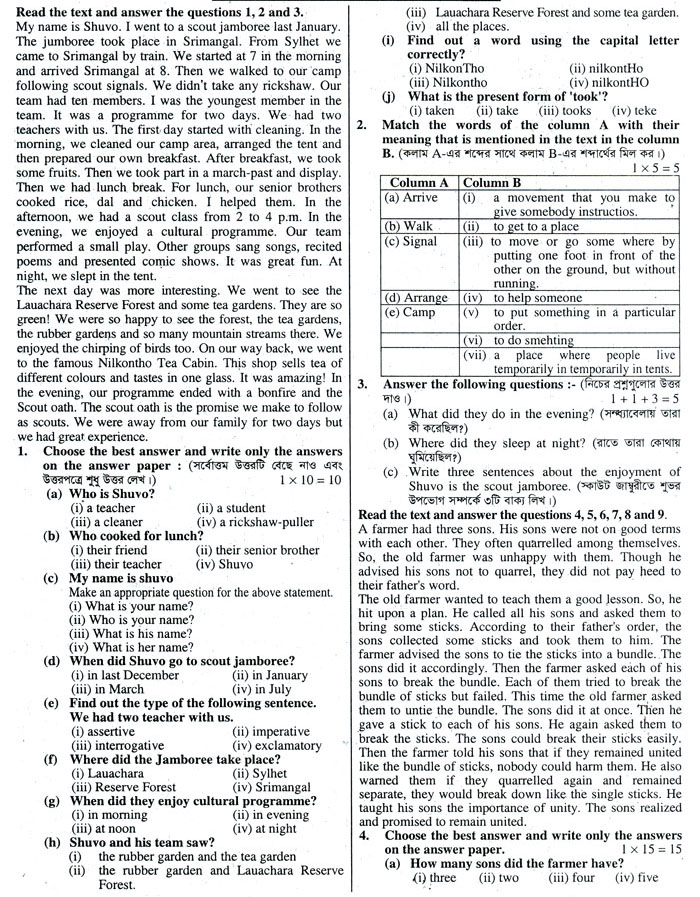 Read the text and answer the questions 1, 2 and 3.
My name is Shuvo. I went to a scout jamboree last January.
The jumboree took place in Srimangal. From Sylhet we
came to Srimangal by train. We started at 7 in the morning
and arrived Srimangal at 8. Then we walked to our camp
following scout signals. We didn't take any rickshaw. Our
team had ten members. I was the youngest member in the
team. It was a programme for two days. We had two
teachers with us. The first day started with cleaning. In the
morning, we cleaned our camp area, arranged the tent and
then prepared our own breakfast. After breakfast, we took
some fruits. Then we took part in a march-past and display.
Then we had lunch break. For lunch, our senior brothers
cooked rice, dal and chicken. I helped them. In the
afternoon, we had a scout class from 2 to 4 p.m. In the
evening, we enjoyed a cultural programme. Our team
performed a small play. Other groups sang songs, recited
poems and presented comic shows. It was great fun. At
night, we slept in the tent.
The next day was more interesting. We went to see the
Lauachara Reserve Forest and some tea gardens. They are so
green! We were so happy to see the forest, the tea gardens,
the rubber gardens and so many mountain streams there. We
enjoyed the chirping of birds too. On our way back, we went
to the famous Nilkontho Tea Cabin. This shop sells tea of
different colours and tastes in one glass. It was amazing! In
the evening, our programme ended with a bonfire and the
Scout oath. The scout oath is the promise we make to follow
as scouts. We were away from our family for two days but
we had great experience.
1. Choose the best answer and write only the answers
on the answer paper : (সর্বোত্তম উত্তরটি বেছে নাও এবং
উত্তরপত্রে শুধু উত্তর লেখ।) 1 × 10 = 10
(a) Who is Shuvo?
(i) a teacher (ii) a student
(iii) a cleaner (iv) a rickshaw-puller
(b) Who cooked for lunch?
(i) their friend (ii) their senior brother
(iii) their teacher (iv) Shuvo
(c) My name is shuvo
Make an appropriate question for the above statement.
(i) What is your name?
(ii) Who is your name?
(iii) What is his name?
(iv) What is her name?
(d) When did Shuvo go to scout jamboree?
(i) in last December (ii) in January
(iii) in March (iv) in July
(e) Find out the type of the following sentence.
We had two teacher with us.
(i) assertive (ii) imperative
(iii) interrogative (iv) exclamatory
(f) Where did the Jamboree take place?
(i) Lauachara (ii) Sylhet
(iii) Reserve Forest (iv) Srimangal
(g) When did they enjoy cultural programme?
(i) in morning (ii) in evening
(iii) at noon (iv) at night
(h) Shuvo and his team saw?
(i) the rubber garden and the tea garden
(ii) the rubber garden and Lauachara Reserve
Forest.
(iii) Lauachara Reserve Forest and some tea garden.
(iv) all the places.
(i) Find out a word using the capital letter
correctly?
(i) NilkonTho (ii) nilkontHo
(iii) Nilkontho (iv) nilkontHO
(j) What is the present form of 'took'?
(i) taken (ii) take (iii) tooks (iv) teke
2. Match the words of the column A with their
meaning that is mentioned in the text in the column
B. (কলাম A-এর শব্দের সাথে কলাম B-এর শব্দার্থের মিল কর।)
1 × 5 = 5
Column A Column B
(a) Arrive (i) a movement that you make to
give somebody instructios.
(b) Walk (ii) to get to a place
(c) Signal (iii) to move or go some where by
putting one foot in front of the
other on the ground, but without
running.
(d) Arrange (iv) to help someone
(e) Camp (v) to put something in a particular
order.
(vi) to do smehting
(vii) a place where people live
temporarily in temporarily in tents.
3. Answer the following questions :- (নিচের প্রশ্নগুলোর উত্তর
দাও।) 1 + 1 + 3 = 5
(a) What did they do in the evening? (সন্ধ্যাবেলায় তারা
কী করেছিল?)
(b) Where did they sleep at night? (রাতে তারা কোথায়
ঘুমিয়েছিল?)
(c) Write three sentences about the enjoyment of
Shuvo is the scout jamboree. (স্কাউট জাম্বুরীতে শুভর
উপভোগ সম্পর্কে ৩টি বাক্য লিখ।)
Read the text and answer the questions 4, 5, 6, 7, 8 and 9.
A farmer had three sons. His sons were not on good terms
with each other. They often quarrelled among themselves.
So, the old farmer was unhappy with them. Though he
advised his sons not to quarrel, they did not pay heed to
their father's word.
The old farmer wanted to teach them a good lesson. So, he
hit upon a plan. He called all his sons and asked them to
bring some sticks. According to their father's order, the
sons collected some sticks and took them to him. The
farmer advised the sons to tie the sticks into a bundle. The
sons did it accordingly. Then the farmer asked each of his
sons to break the bundle. Each of them tried to break the
bundle of sticks but failed. This time the old farmer asked
them to untie the bundle. The sons did it at once. Then he
gave a stick to each of his sons. He again asked them to
break the sticks. The sons could break their sticks easily.
Then the farmer told his sons that if they remained united
like the bundle of sticks, nobody could harm them. He also
warned them if they quarrelled again and remained
separate, they would break down like the single sticks. He
taught his sons the importance of unity. The sons realized
and promised to remain united.
4. Choose the best answer and write only the answers
on the answer paper. 1 × 15 = 15
(a) How many sons did the farmer have?
(i) three (ii) two (iii) four (iv) five